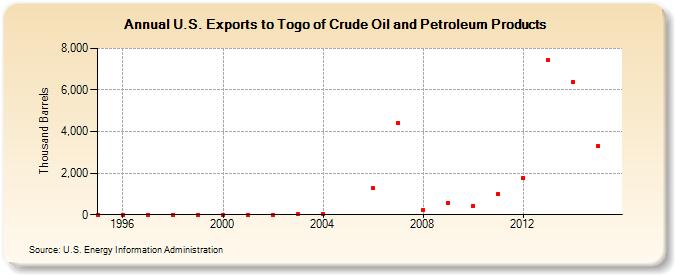 Annual U.S. Exports to Togo of Crude Oil and Petroleum Products
Thousand Barrels
8,000
6,000
4,000
2,000
0
1996 2000 2004 2008 2012
Source: U.S. Energy Information Administration